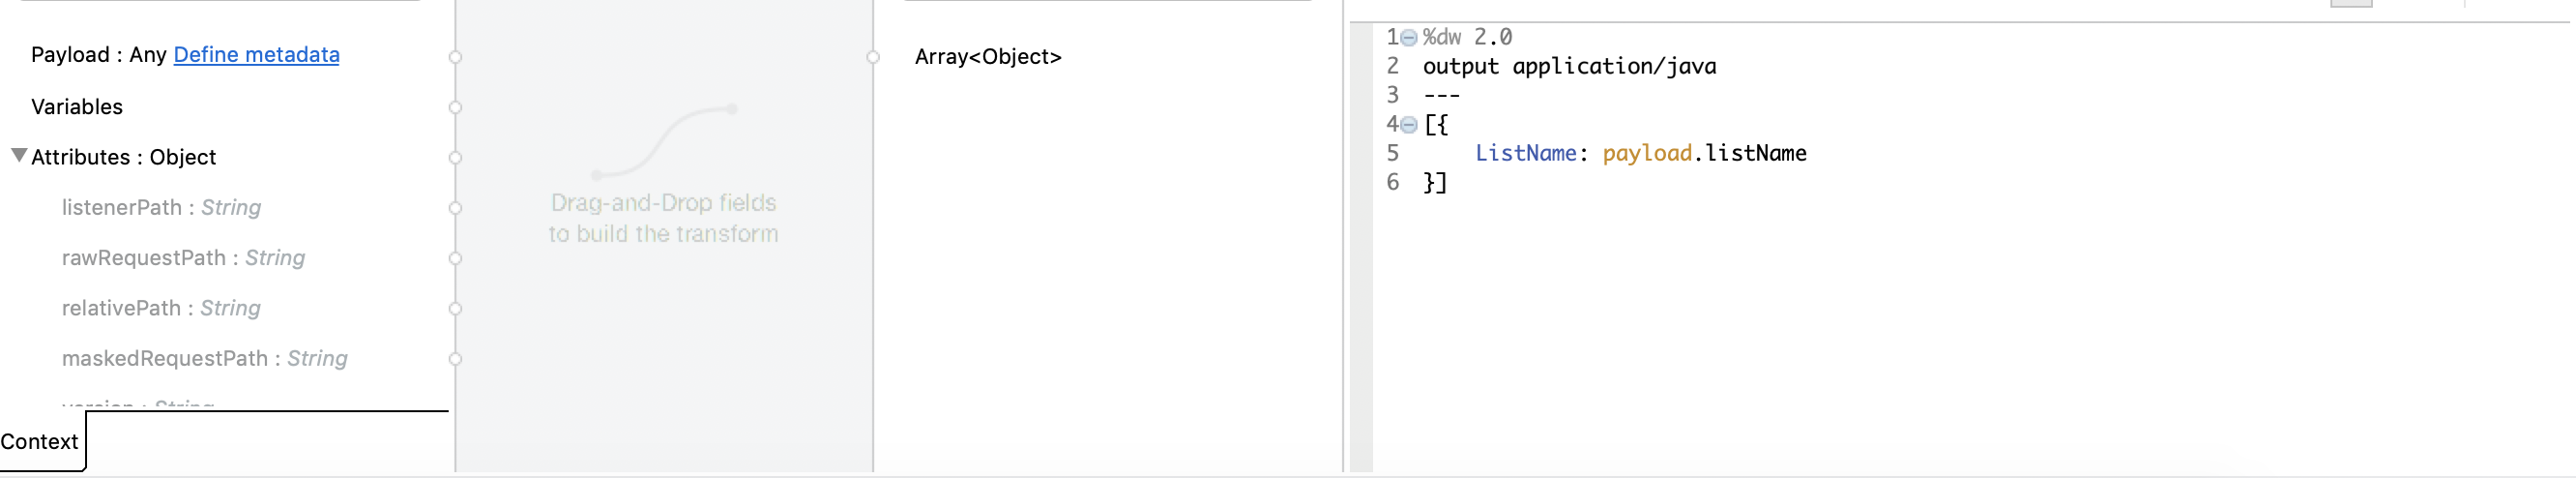 Payload : Any Define metadata
Variables
Attributes : Object
listenerPath : String
rawRequestPath : String
relativePath : String
maskedRequestPath : String
Context
Drag-and-Drop fields
to build the transform
Array<Object>
1 %dw 2.0
2 output application/java
3 ---
4 [{
5 ListName: payload.listName
6 }]